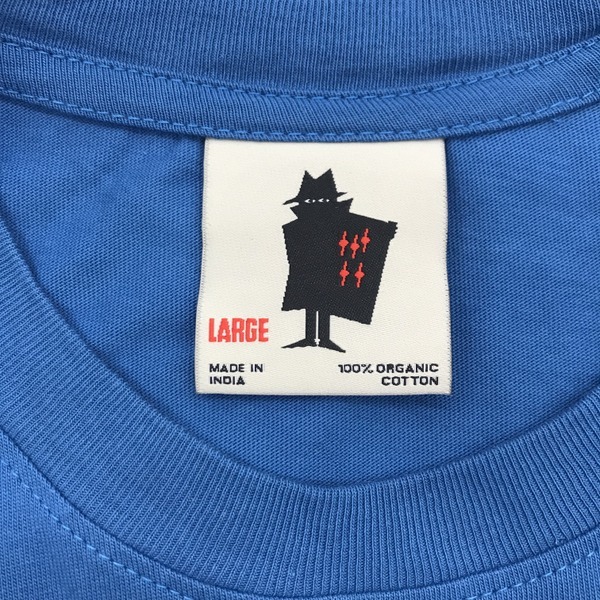 LARGE
MADE IN
INDIA
100% ORGANIC
COTTON